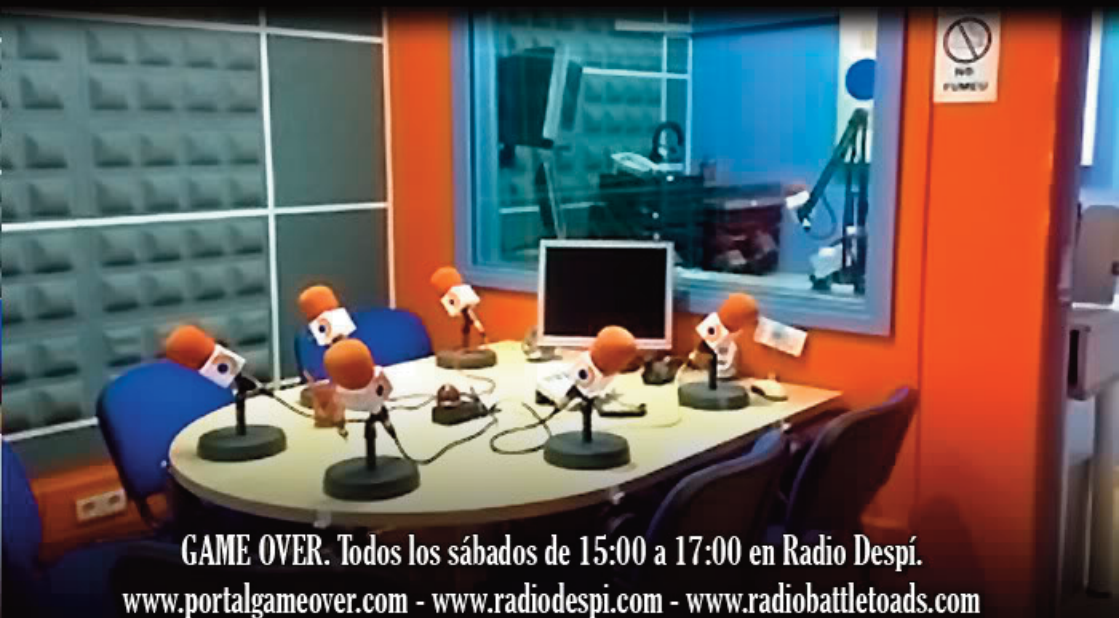 NO
FUMEU
GAME OVER. Todos los sábados de 15:00 a 17:00 en Radio Despí.
www.portalgameover.com - www.radiodespi.com - www.radiobattletoads.com